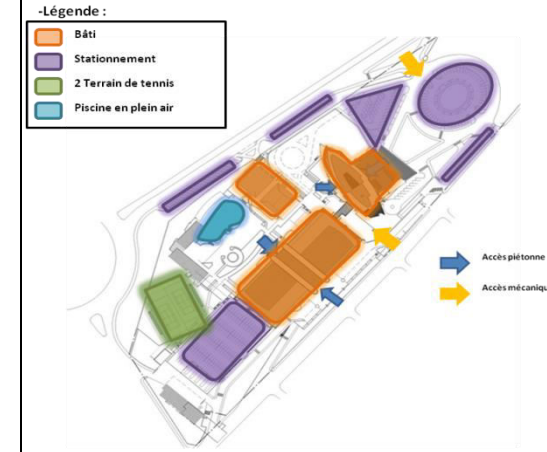 -Légende :
Bâti
Stationnement
2 Terrain de tennis
Piscine en plein air
Accès piétonne
Accès mécaniqu